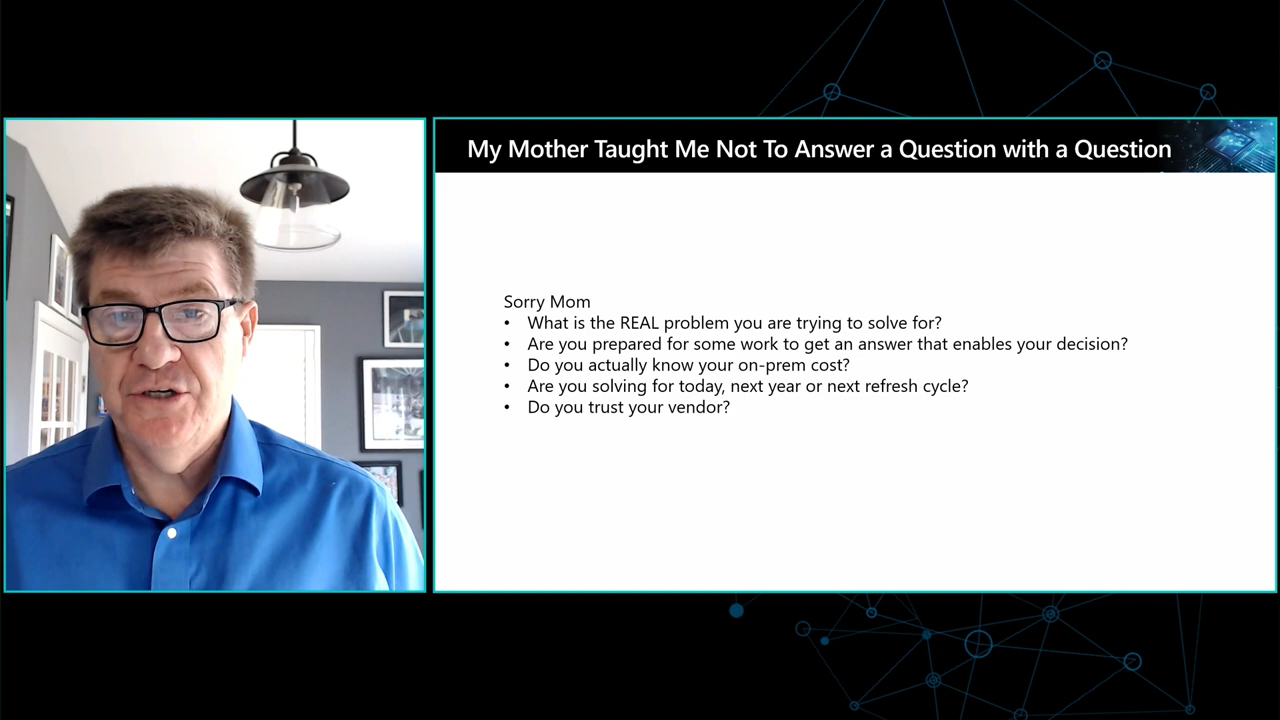 My Mother Taught Me Not To Answer a Question with a Question
Sorry Mom
• What is the REAL problem you are trying to solve for?
• Are you prepared for some work to get an answer that enables your decision?
• Do you actually know your on-prem cost?
• Are you solving for today, next year or next refresh cycle?
• Do you trust your vendor?